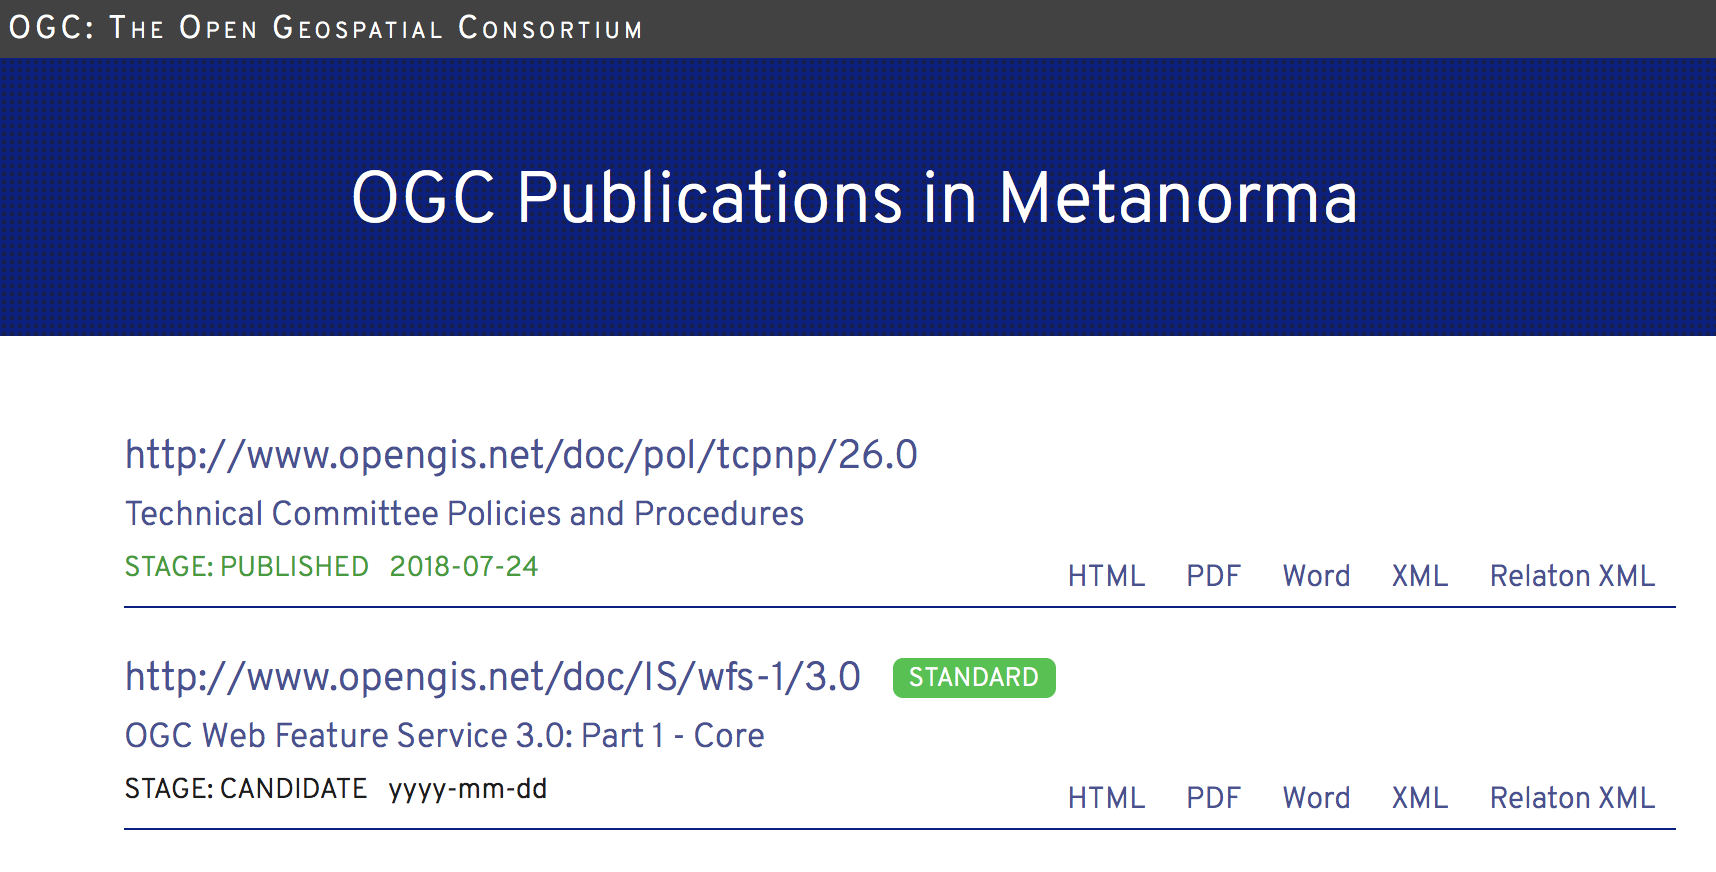 OGC: The Open Geospatial Consortium
OGC Publications in Metanorma
http://www.opengis.net/doc/pol/tcpnp/26.0
Technical Committee Policies and Procedures
STAGE: PUBLISHED 2018-07-24
HTML PDF Word XML Relaton XML
http://www.opengis.net/doc/IS/wfs-1/3.0 STANDARD
OGC Web Feature Service 3.0: Part 1 - Core
STAGE: CANDIDATE yyyy-mm-dd
HTML PDF Word XML Relaton XML